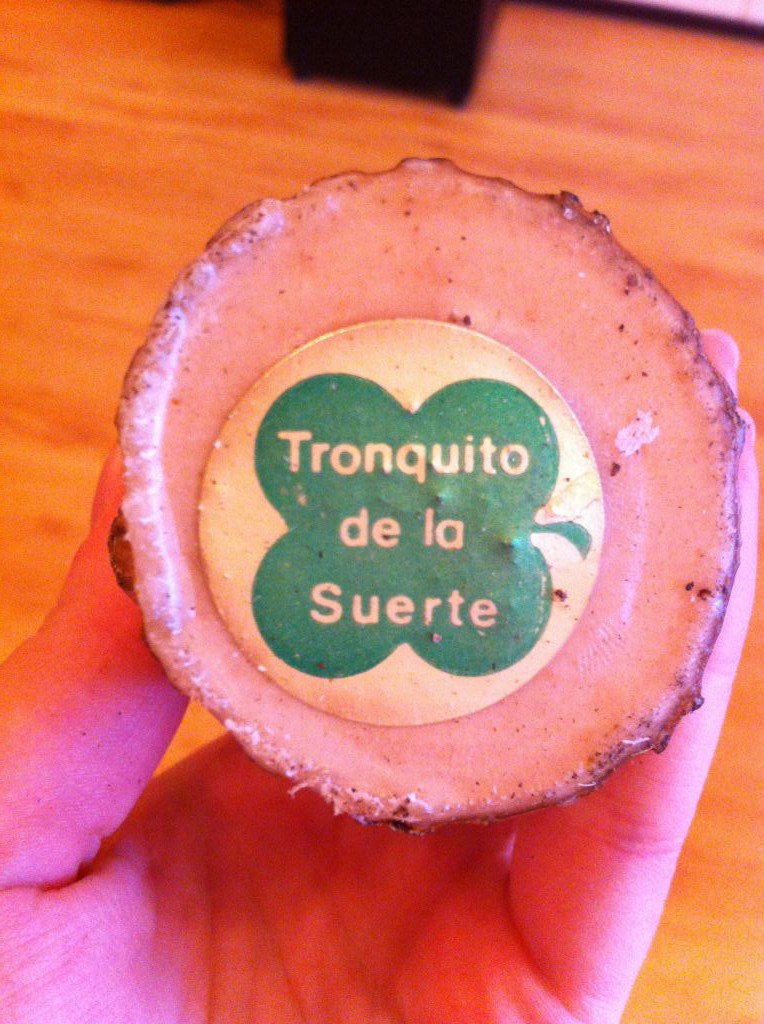 Tronquito
de la
Suerte